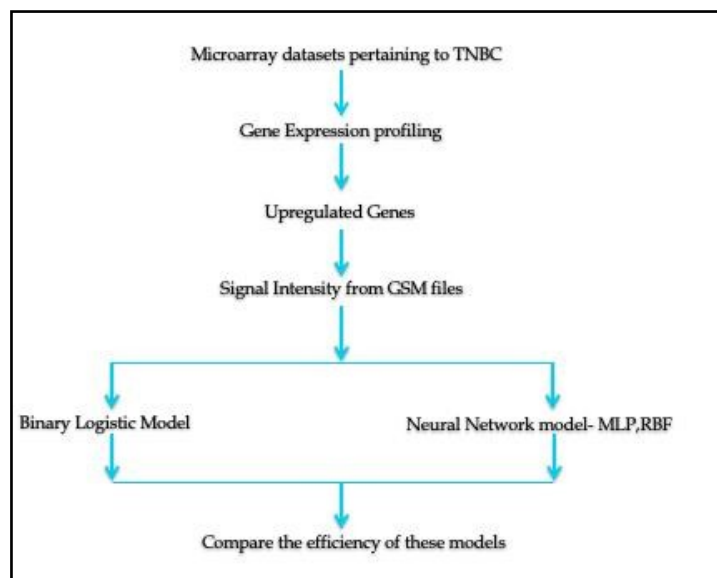 Microarray datasets pertaining to TNBC
Gene Expression profiling
Upregulated Genes
Signal Intensity from GSM files
Binary Logistic Model
Neural Network model- MLP,RBF
Compare the efficiency of these models